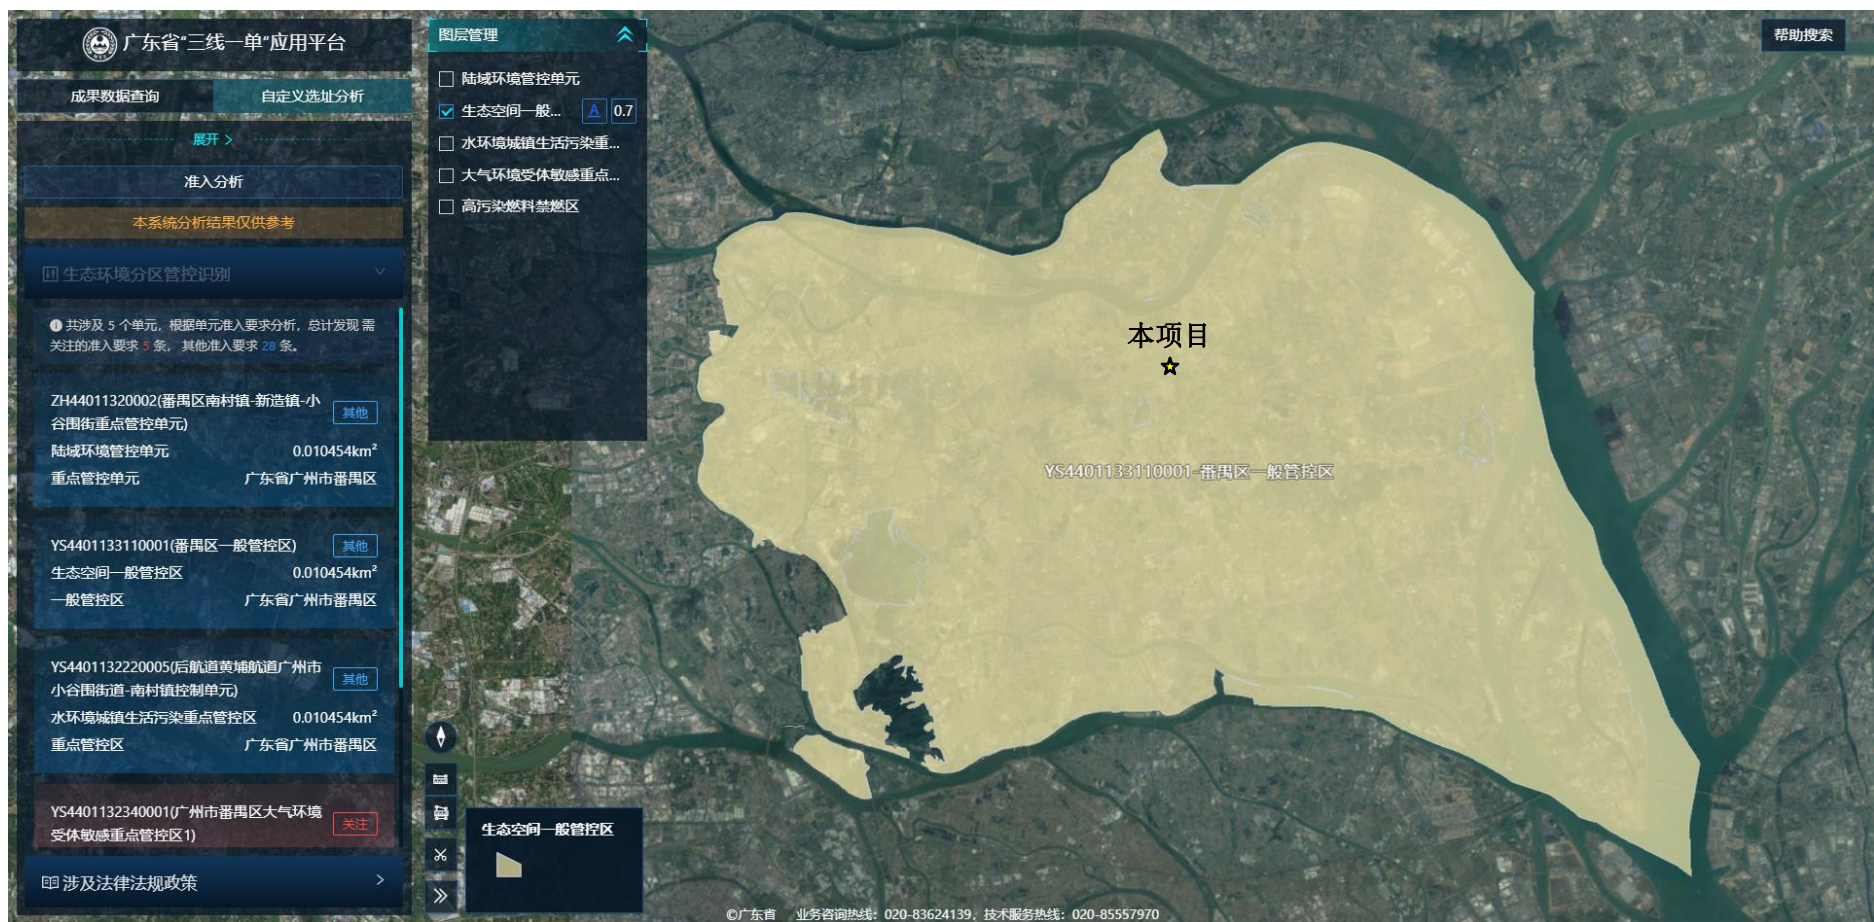 广东省“三线一单”应用平台
成果数据查询
自定义选址分析
展开 >
准入分析
本系统分析结果仅供参考
生态环境分区管控识别
共涉及 5 个单元，根据单元准入要求分析，总计发现 需
关注的准入要求 5 条， 其他准入要求 28 条。
ZH44011320002(番禺区南村镇-新造镇-小
谷围街重点管控单元)
其他
陆域环境管控单元 0.010454km²
重点管控单元 广东省广州市番禺区
YS4401133110001(番禺区一般管控区) 其他
生态空间一般管控区 0.010454km²
一般管控区 广东省广州市番禺区
YS4401132220005(后航道黄埔航道广州市
小谷围街道-南村镇控制单元)
其他
水环境城镇生活污染重点管控区 0.010454km²
重点管控区 广东省广州市番禺区
YS4401132340001(广州市番禺区大气环境
受体敏感重点管控区1)
关注
涉及法律法规政策
图层管理
陆域环境管控单元
生态空间一般... A 0.7
水环境城镇生活污染重...
大气环境受体敏感重点...
高污染燃料禁燃区
帮助搜索
本项目
YS4401133110001-番禺区一般管控区
生态空间一般管控区
©广东省 业务咨询热线：020-83624139，技术服务热线：020-85557970